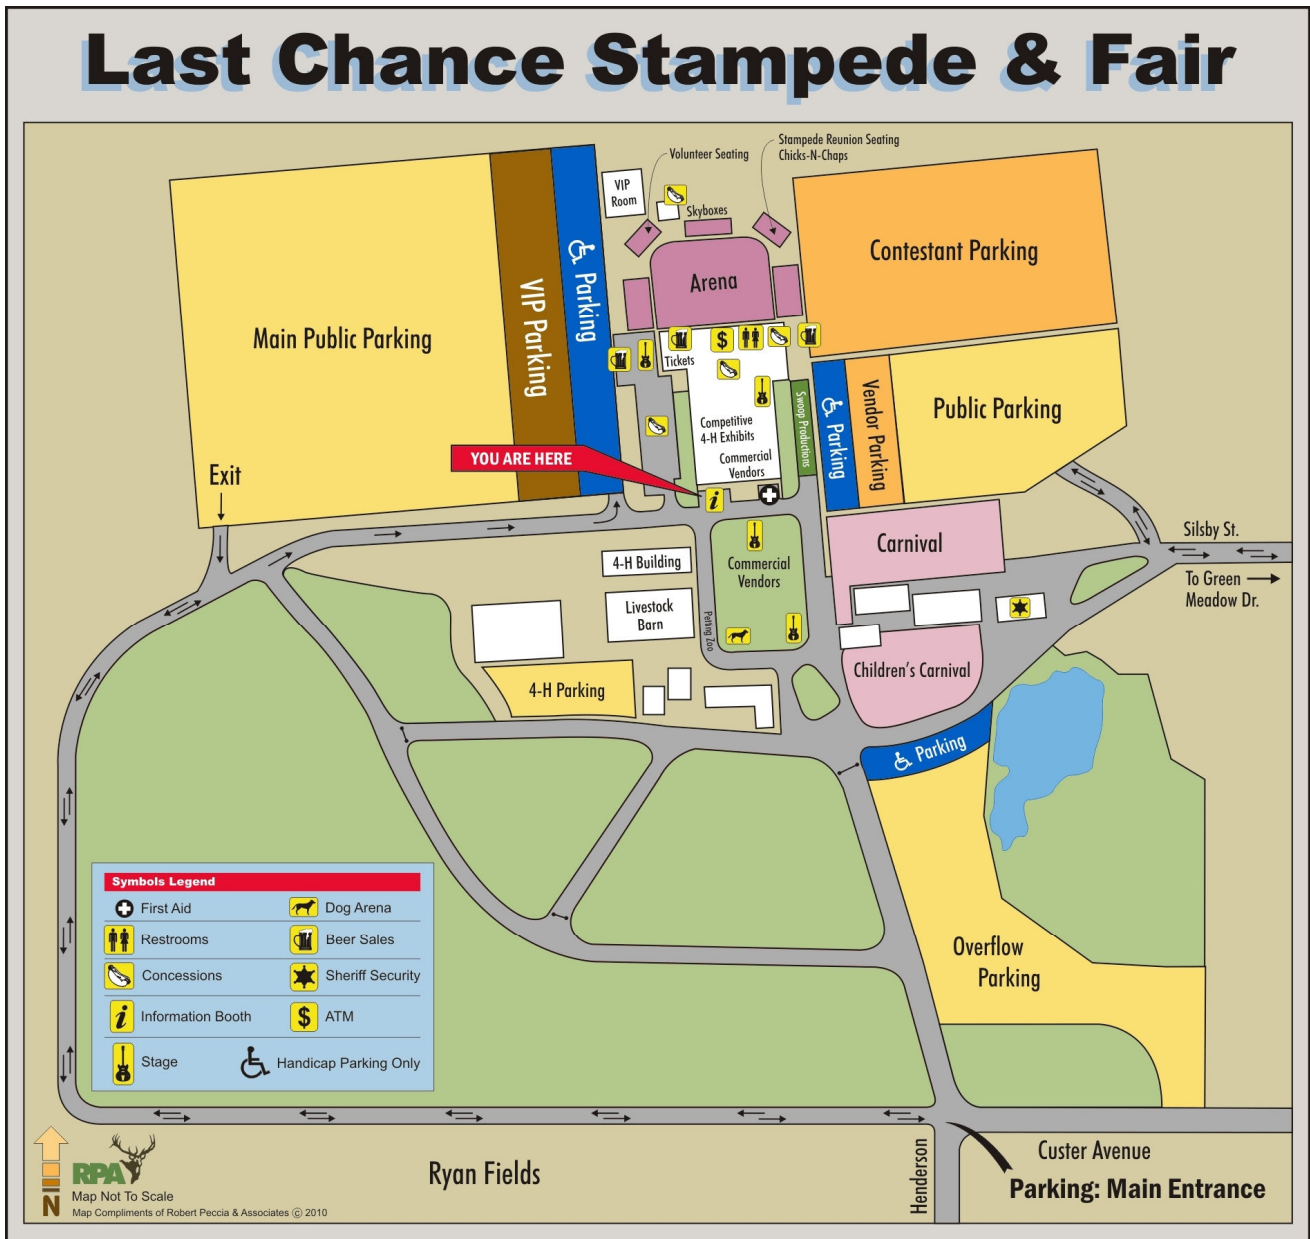 Last Chance Stampede & Fair
Volunteer Seating
Stampede Reunion Seating
Chicks-N-Chaps
VIP
Room
Skyboxes
Contestant Parking
Arena
Main Public Parking
VIP Parking
Parking
$
Tickets
Swoop Productions
Parking
Vendor Parking
Public Parking
Competitive
4-H Exhibits
Commercial
Vendors
YOU ARE HERE
Exit
i
Carnival
Silsby St.
To Green
Meadow Dr.
4-H Building
Commercial
Vendors
Livestock
Barn
Petting Zoo
Children's Carnival
4-H Parking
Parking
Overflow
Parking
Symbols Legend
First Aid
Dog Arena
Restrooms
Beer Sales
Concessions
Sheriff Security
i Information Booth
$ ATM
Stage
Handicap Parking Only
N
RPA
Map Not To Scale
Map Compliments of Robert Peccia & Associates © 2010
Ryan Fields
Henderson
Custer Avenue
Parking: Main Entrance